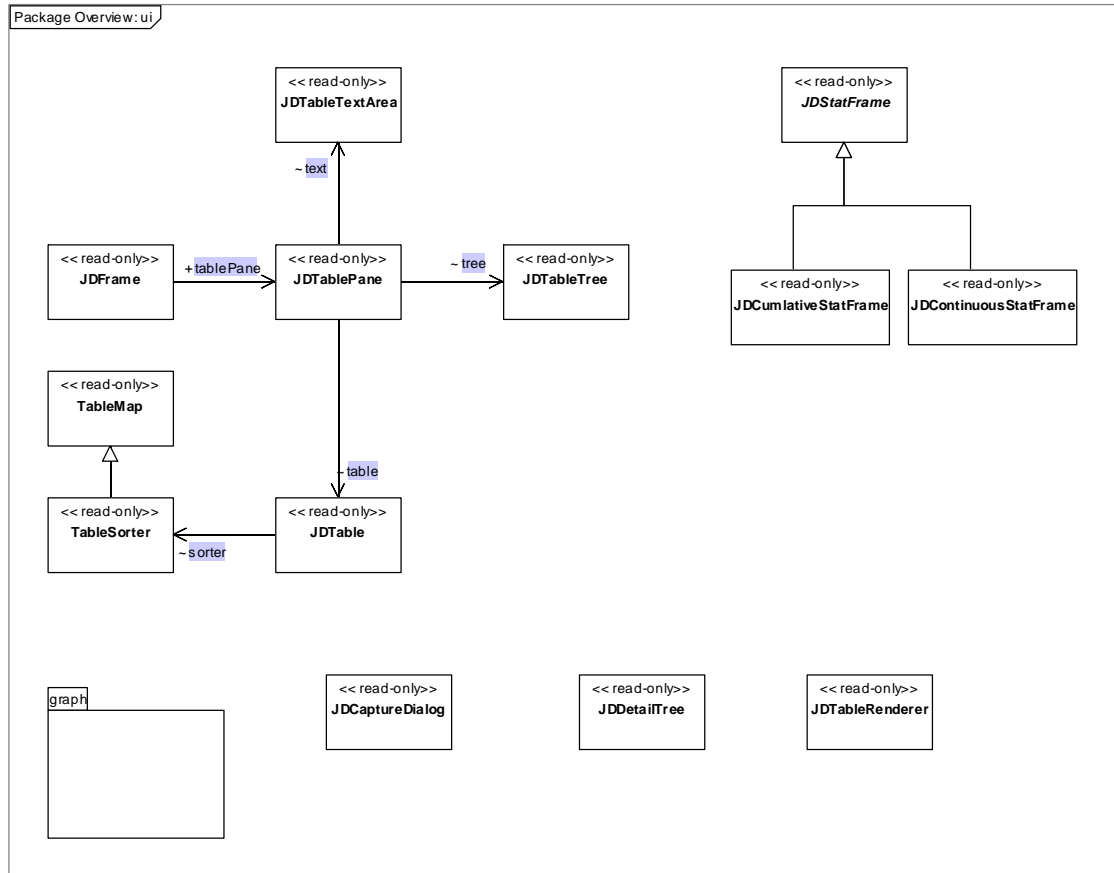 Package Overview: ui
<< read-only>>
JDTableTextArea
<< read-only>>
JDStatFrame
~ text
<< read-only>>
JDFrame
+tablePane
<< read-only>>
JDTablePane
~ tree
<< read-only>>
JDTableTree
<< read-only>>
JDCumlativeStatFrame
<< read-only>>
JDContinuousStatFrame
<< read-only>>
TableMap
~table
<< read-only>>
TableSorter
~sorter
<< read-only>>
JDTable
graph
<< read-only>>
JDCaptureDialog
<< read-only>>
JDDetailTree
<< read-only>>
JDTableRenderer